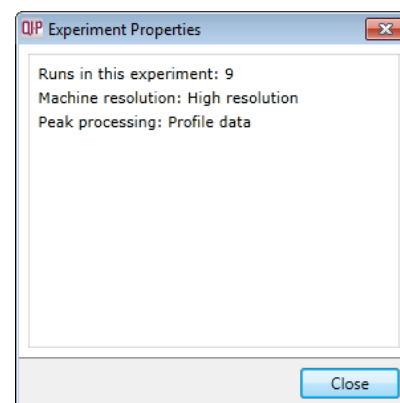 QIP Experiment Properties
Runs in this experiment: 9
Machine resolution: High resolution
Peak processing: Profile data
Close